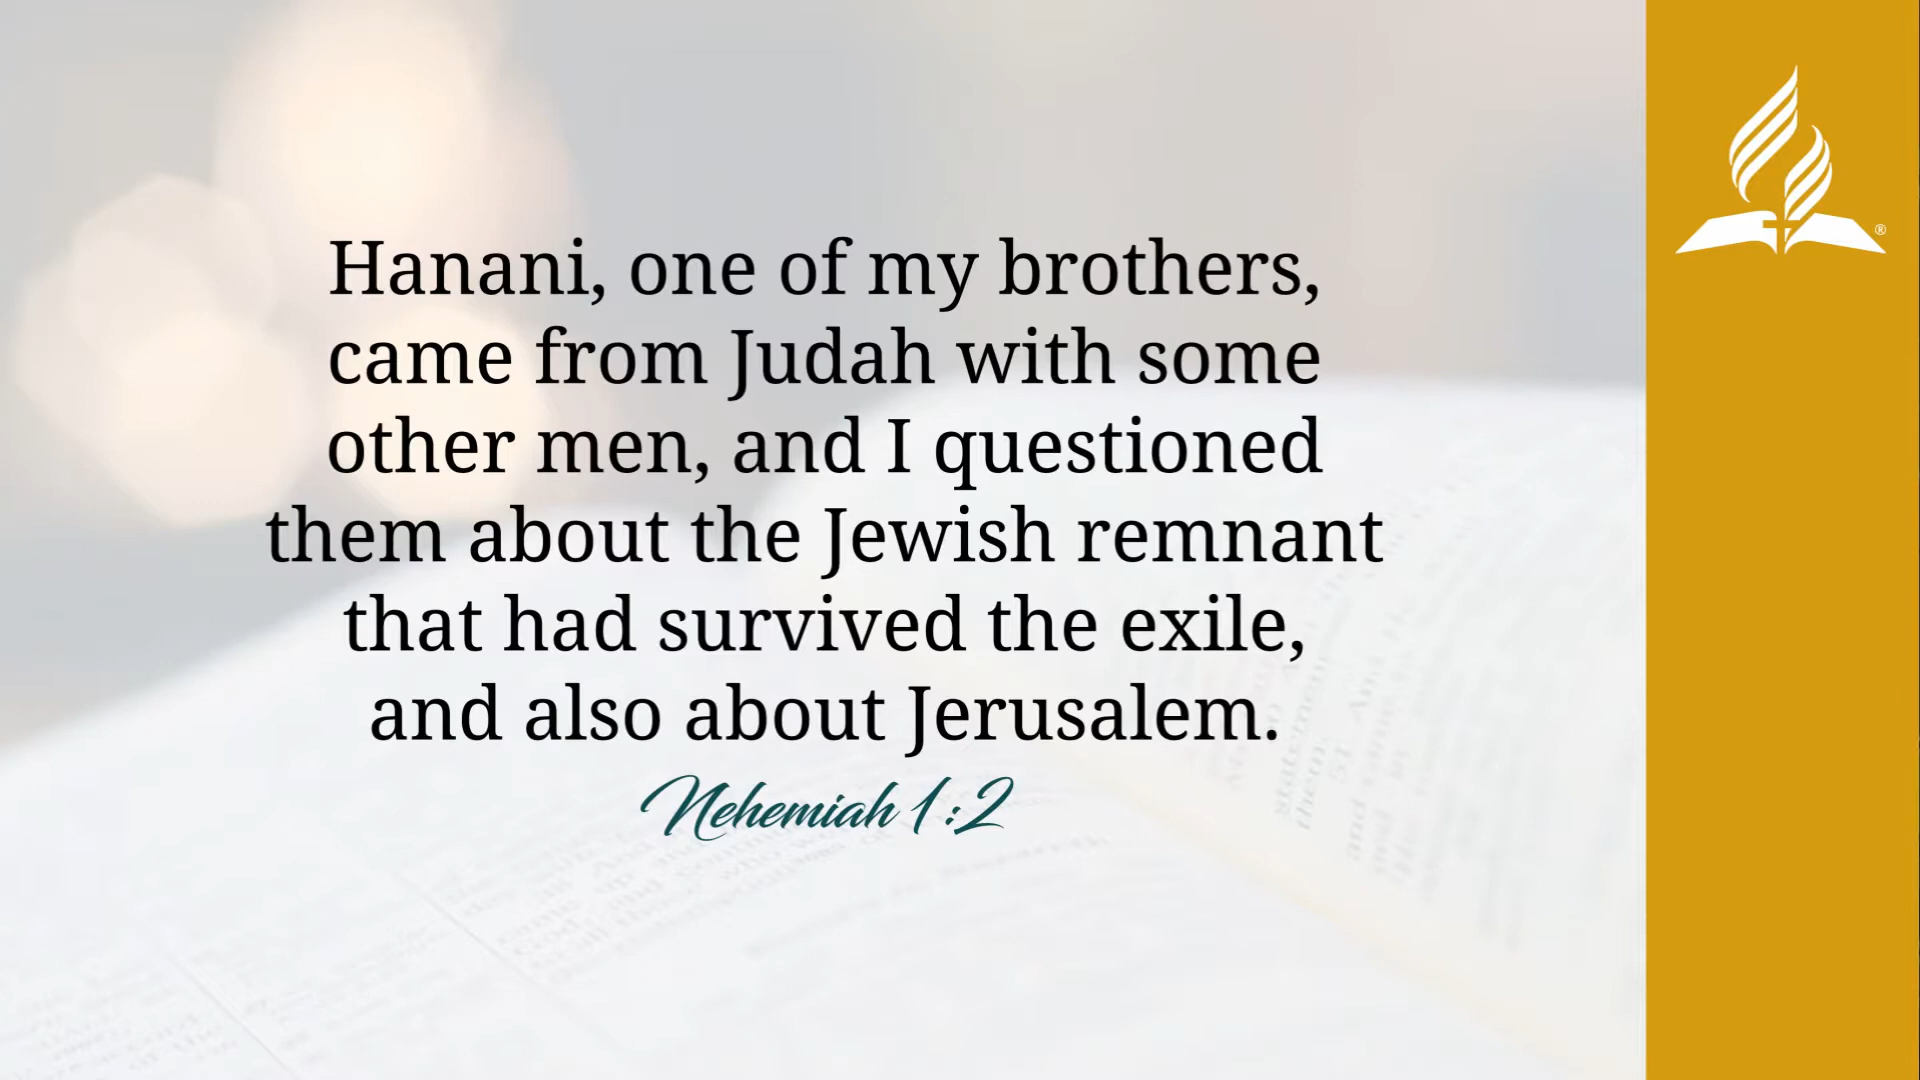 Hanani, one of my brothers,
came from Judah with some
other men, and I questioned
them about the Jewish remnant
that had survived the exile,
and also about Jerusalem.
Nehemiah 1:2
®